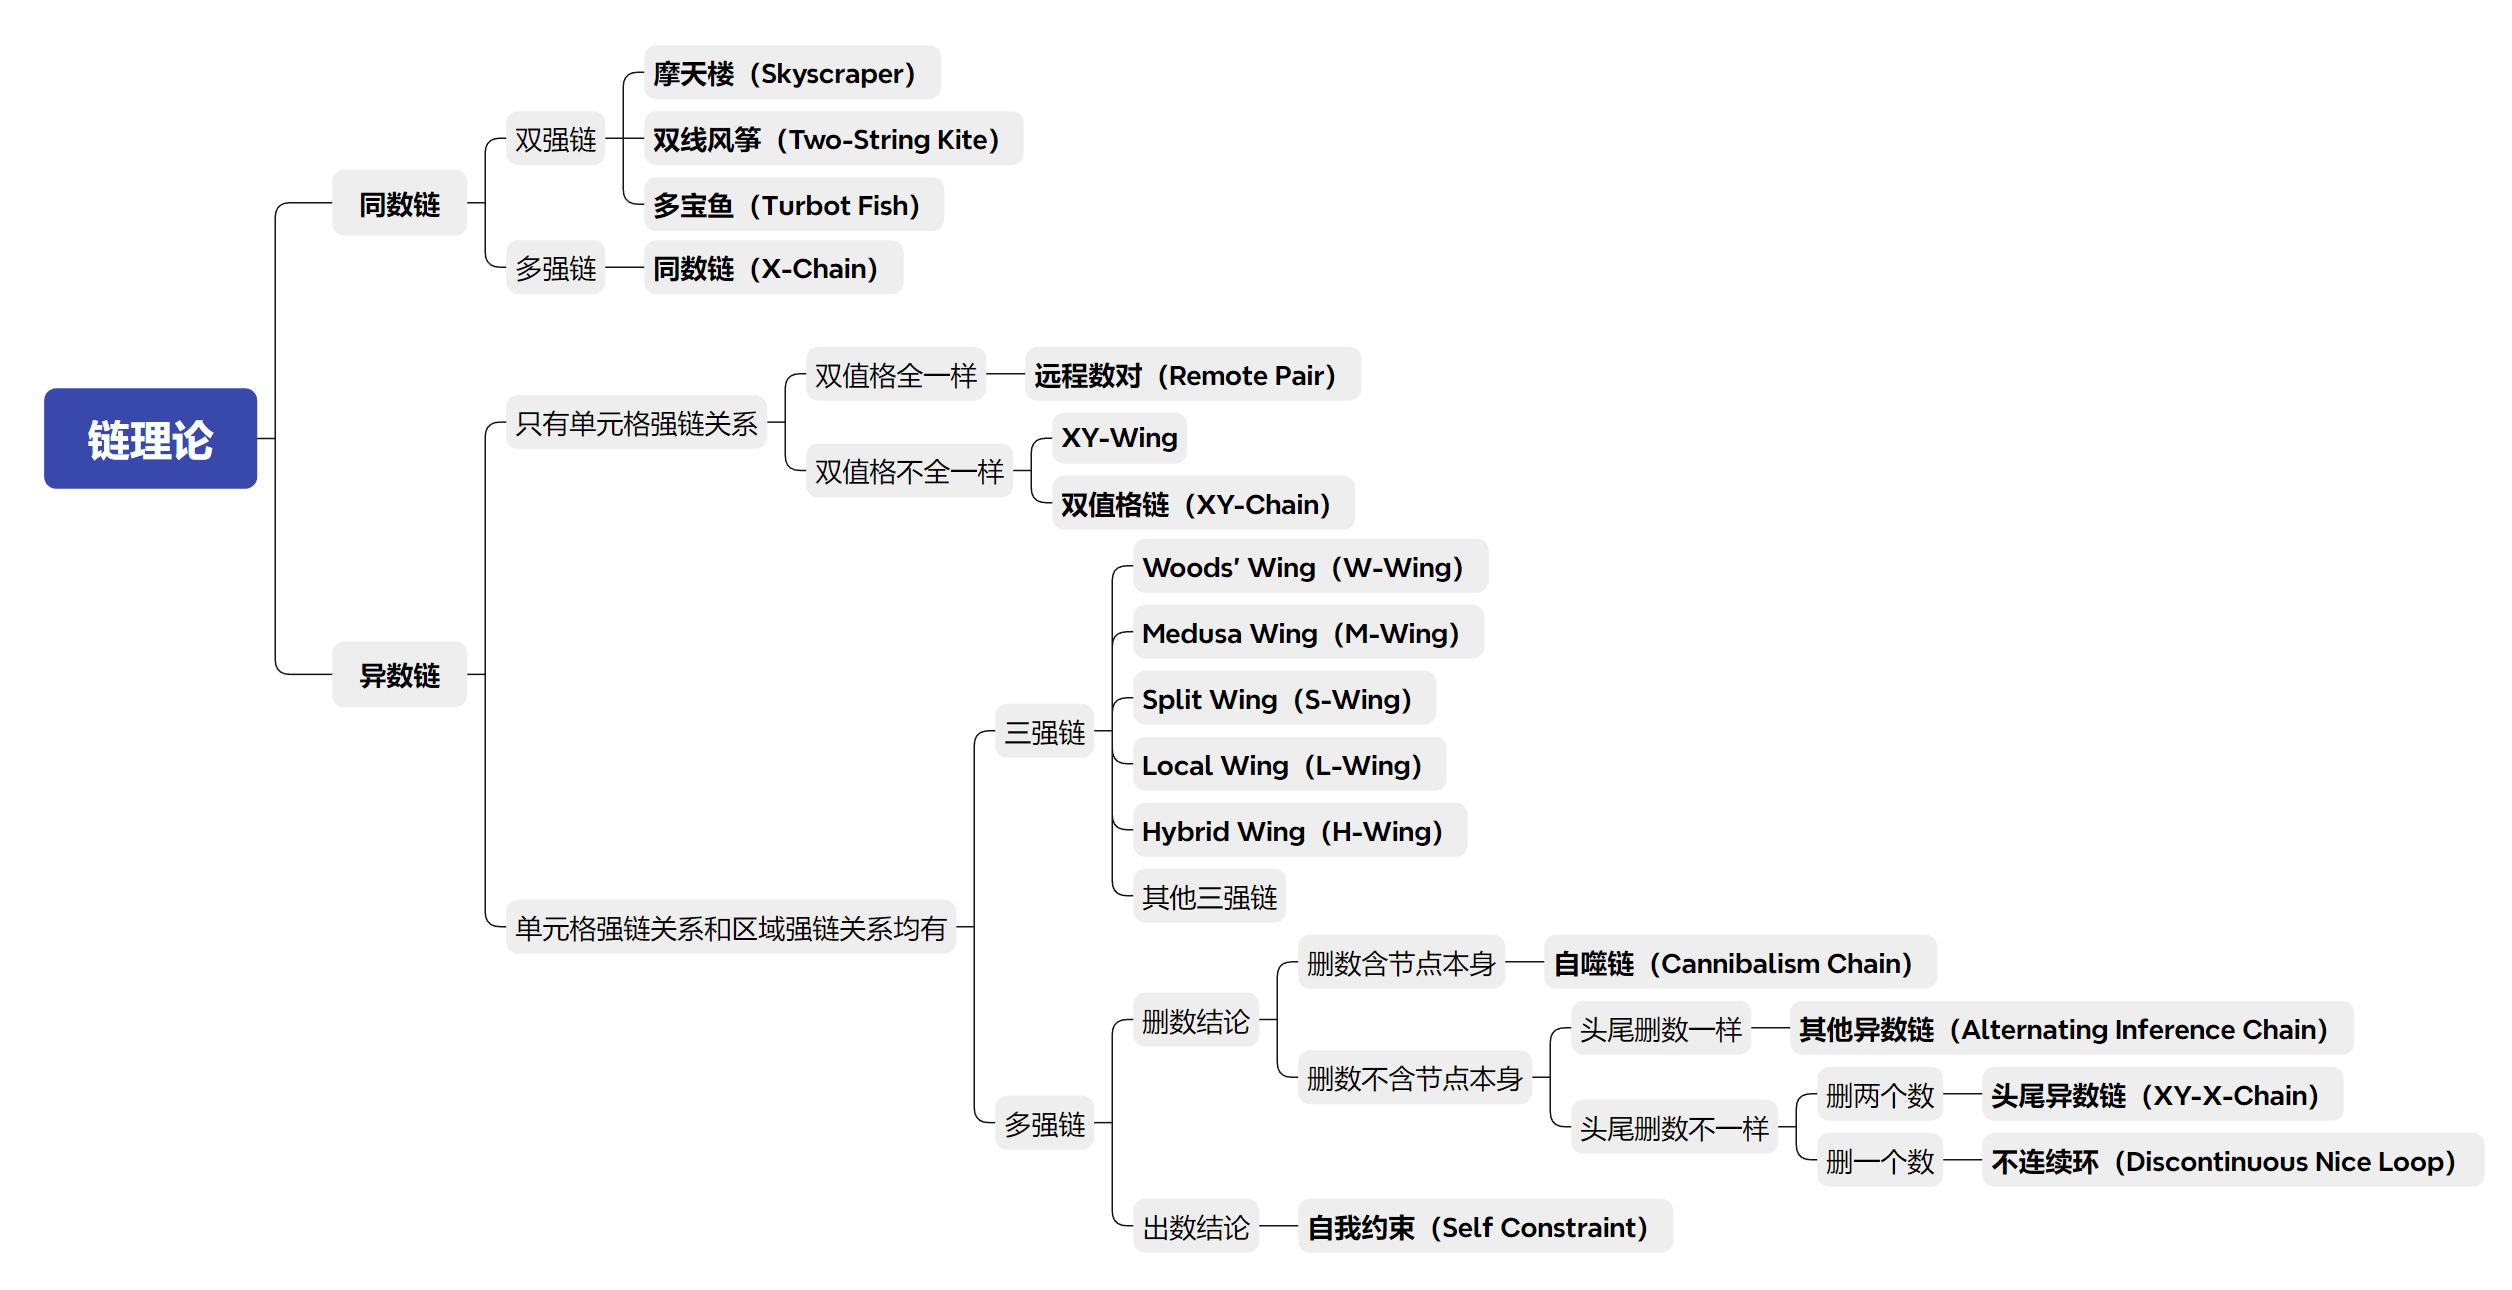 链理论
同数链
双强链
摩天楼（Skyscraper）
双线风筝（Two-String Kite）
多宝鱼（Turbot Fish）
多强链
同数链（X-Chain）
异数链
只有单元格强链关系
双值格全一样
远程数对（Remote Pair）
双值格不全一样
XY-Wing
双值格链（XY-Chain）
单元格强链关系和区域强链关系均有
三强链
Woods’ Wing（W-Wing）
Medusa Wing（M-Wing）
Split Wing（S-Wing）
Local Wing（L-Wing）
Hybrid Wing（H-Wing）
其他三强链
多强链
删数结论
删数含节点本身
自噬链（Cannibalism Chain）
删数不含节点本身
头尾删数一样
其他异数链（Alternating Inference Chain）
头尾删数不一样
删两个数
头尾异数链（XY-X-Chain）
删一个数
不连续环（Discontinuous Nice Loop）
出数结论
自我约束（Self Constraint）